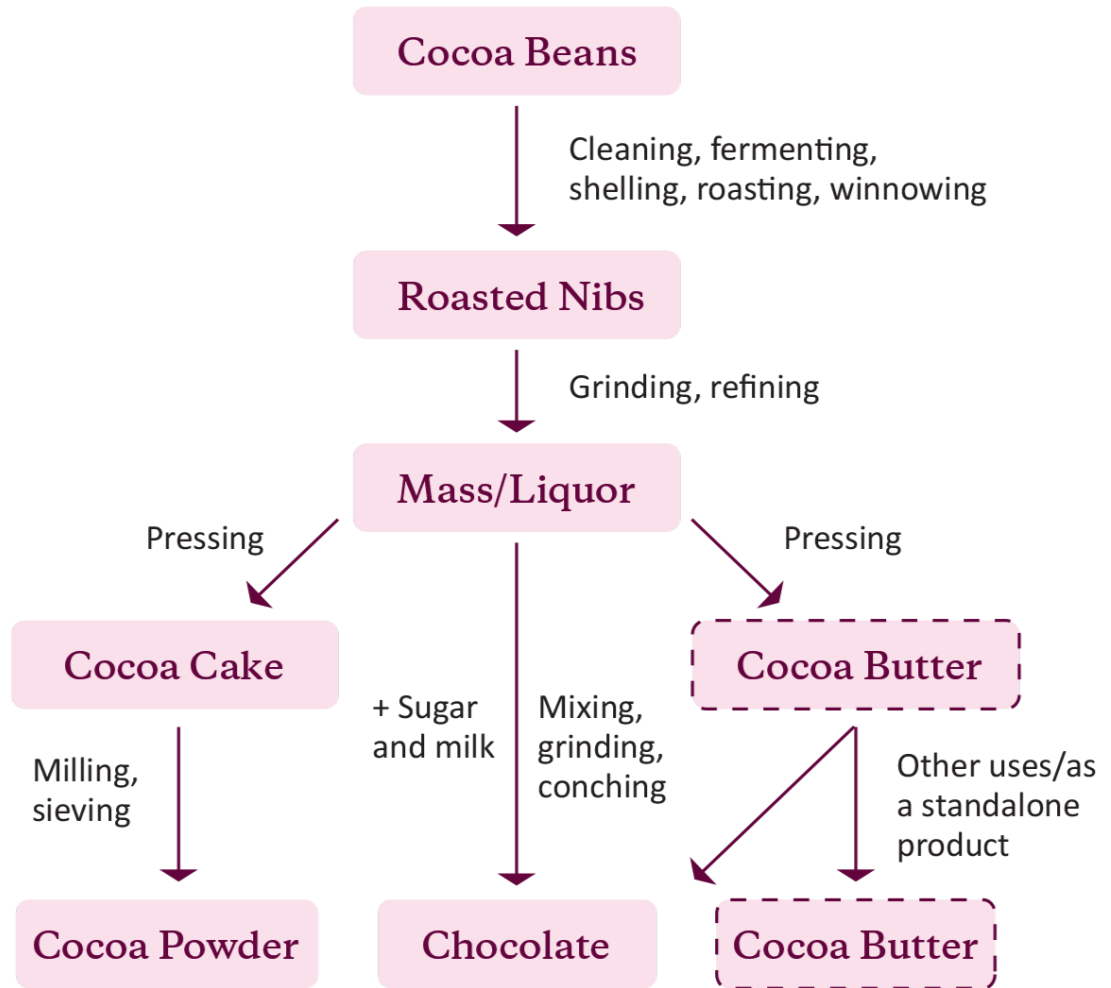 Cocoa Beans
Cleaning, fermenting,
shelling, roasting, winnowing
Roasted Nibs
Grinding, refining
Mass/Liquor
Pressing
Pressing
Cocoa Cake
Cocoa Butter
+ Sugar
and milk
Mixing,
grinding,
conching
Milling,
sieving
Other uses/as
a standalone
product
Cocoa Powder
Chocolate
Cocoa Butter